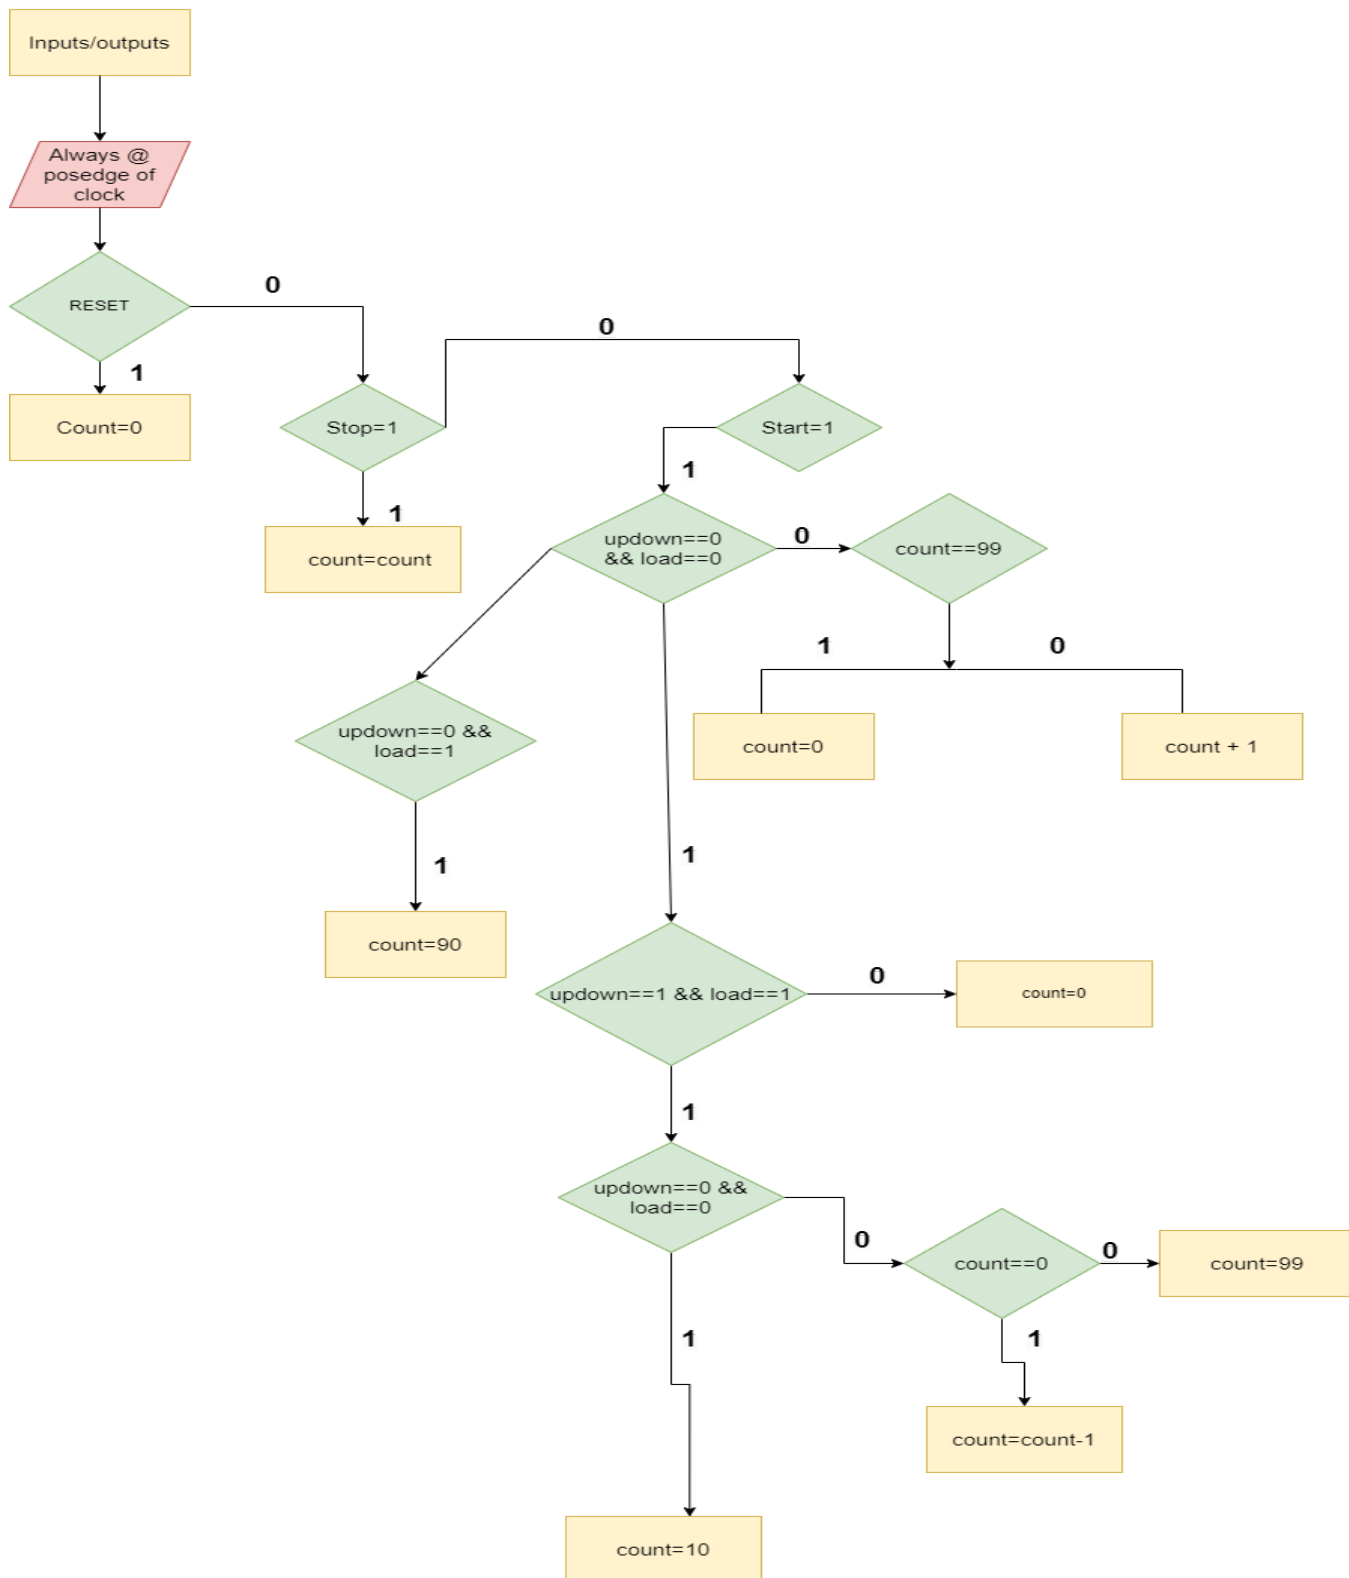 Inputs/outputs
Always @
posedge of
clock
RESET
0
1
Count=0
0
Stop=1
1
count=count
Start=1
1
updown==0
&& load==0
0
count==99
1
0
count=0
count + 1
updown==0 &&
load==1
1
count=90
1
updown==1 && load==1
0
count=0
1
updown==0 &&
load==0
0
count==0
0
count=99
1
count=count-1
1
count=10